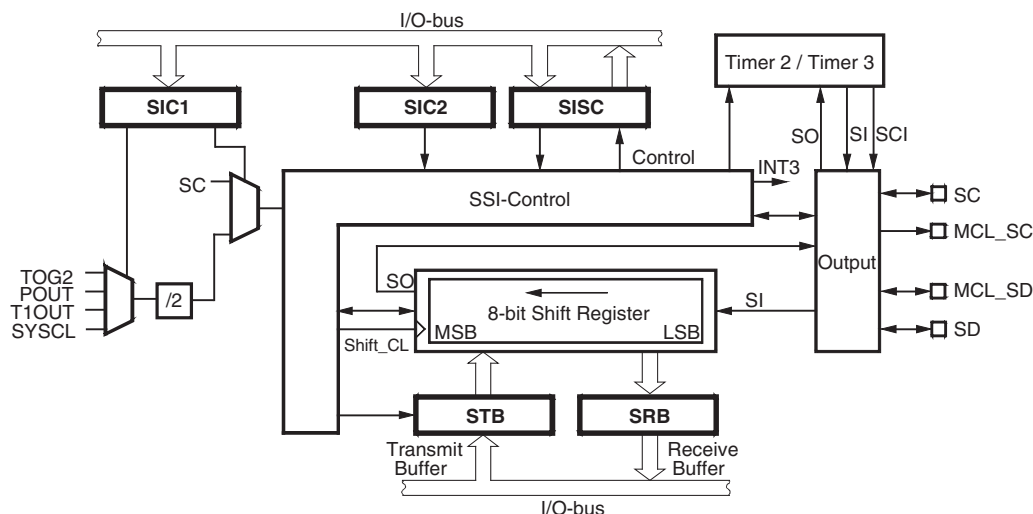 I/O-bus
Timer 2 / Timer 3
SIC1
SIC2
SISC
SO
SI
SCI
Control
INT3
SC
SSI-Control
SC
MCL_SC
Output
TOG2
POUT
T1OUT
SYSCL
/2
SO
SI
8-bit Shift Register
MSB
LSB
Shift_CL
MCL_SD
SD
STB
SRB
Transmit
Buffer
Receive
Buffer
I/O-bus